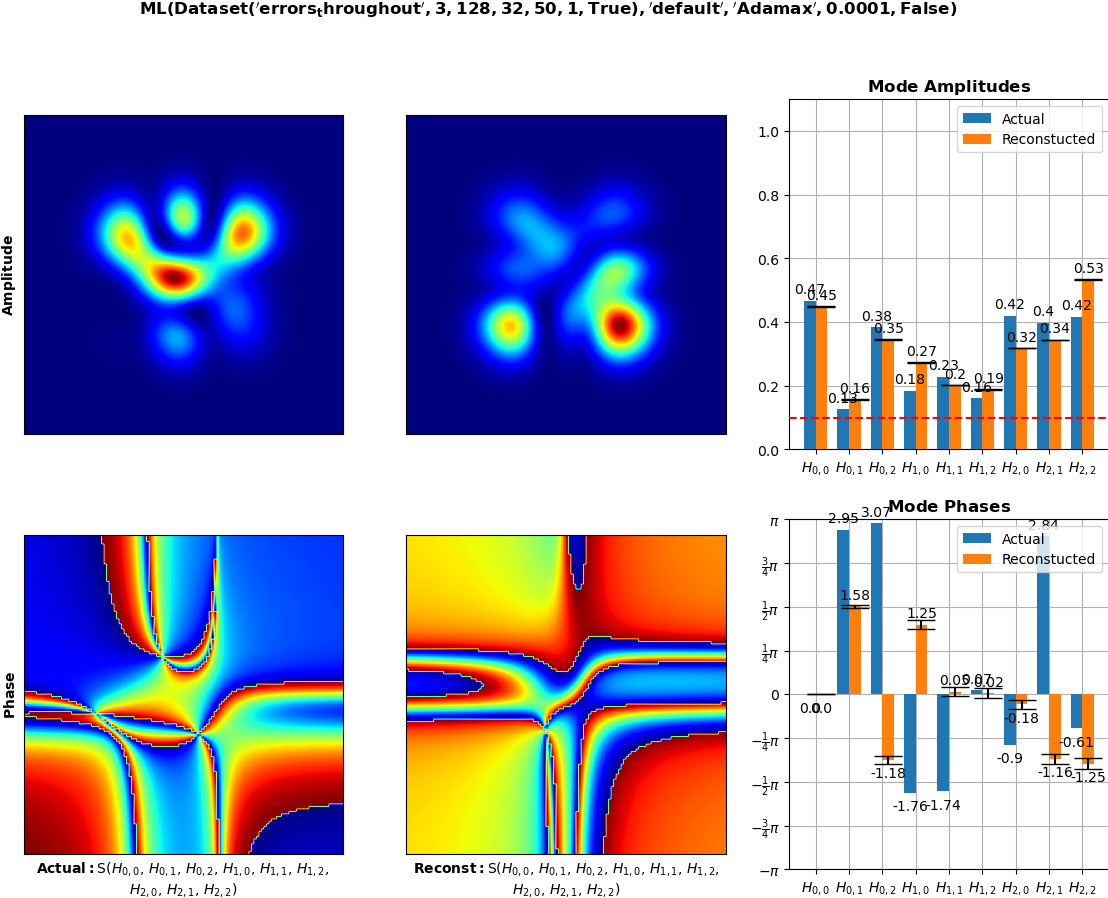 ML(Dataset('errors_throughout', 3, 128, 32, 50, 1, True), 'default', 'Adamax', 0.0001, False)
Amplitude
Mode Amplitudes
Actual
Reconstucted
1.0
0.8
0.6
0.4
0.2
0.0
0.47 0.45 0.13 0.16 0.38 0.35 0.18 0.27 0.23 0.2 0.16 0.19 0.42 0.32 0.4 0.34 0.42 0.53
H0,0 H0,1 H0,2 H1,0 H1,1 H1,2 H2,0 H2,1 H2,2
Phase
Mode Phases
Actual
Reconstucted
π
3/4π
1/2π
1/4π
0
−1/4π
−1/2π
−3/4π
−π
0.0 0.0 2.95 1.58 3.07 -1.18 -1.76 1.25 -1.74 0.05 0.07 0.02 -0.9 -0.18 2.84 -1.16 -0.61 -1.25
H0,0 H0,1 H0,2 H1,0 H1,1 H1,2 H2,0 H2,1 H2,2
Actual: S(H0,0, H0,1, H0,2, H1,0, H1,1, H1,2,
H2,0, H2,1, H2,2)
Reconst: S(H0,0, H0,1, H0,2, H1,0, H1,1, H1,2,
H2,0, H2,1, H2,2)